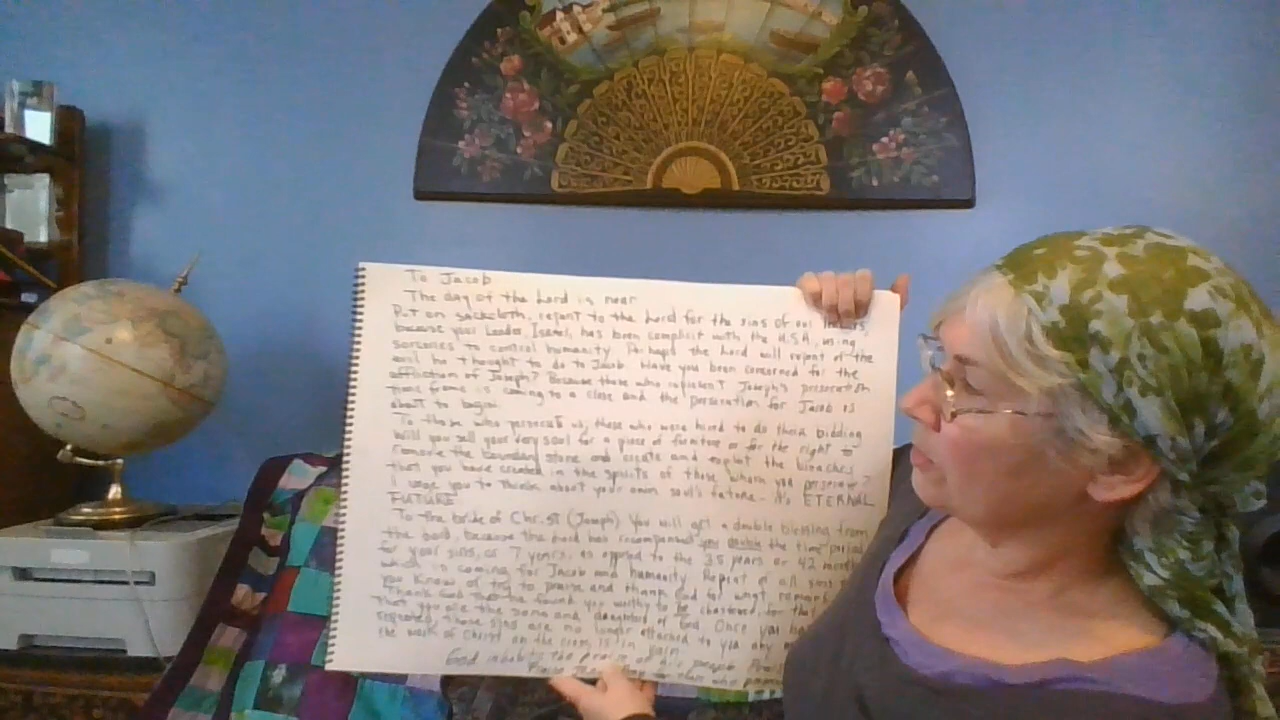 To Jacob
The day of the Lord is near
Put on sackcloth, repent to the Lord for the sins of our
because your Leader, Israel, has been complicit with the U.S.A, using
sorceries to control humanity. Perhaps the Lord will repent of the
evil he thought to do to Jacob. Have you been concerned for the
affliction of Joseph? Because those who represent Joseph's persecution
time frame is coming to a close and the persecution for Jacob is
about to begin.
To those who persecute us, those who were hired to do their bidding
Will you sell your very soul for a piece of furniture or for the right to
remove the boundary stone and create and exploit the breaches
that you have created in the spirits of those whom you persecute?
I urge you to think about your own soul's future - it's ETERNAL
FUTURE
To the bride of Christ (Joseph) You will get a double blessing from
the Lord, because the Lord has recompensed you double the time period
for your sins, or 7 years, as opposed to the 3.5 years or 42
which is coming for Jacob and humanity. Repent of all
you know of, try to praise and thank God for what
Thank God that he found you worthy to be chastened, for
that you are the sons and daughters of God. Once you
repented, those sins are no longer attached to you any
the work of Christ on the cross is in vain
God inhabits the praise of his people